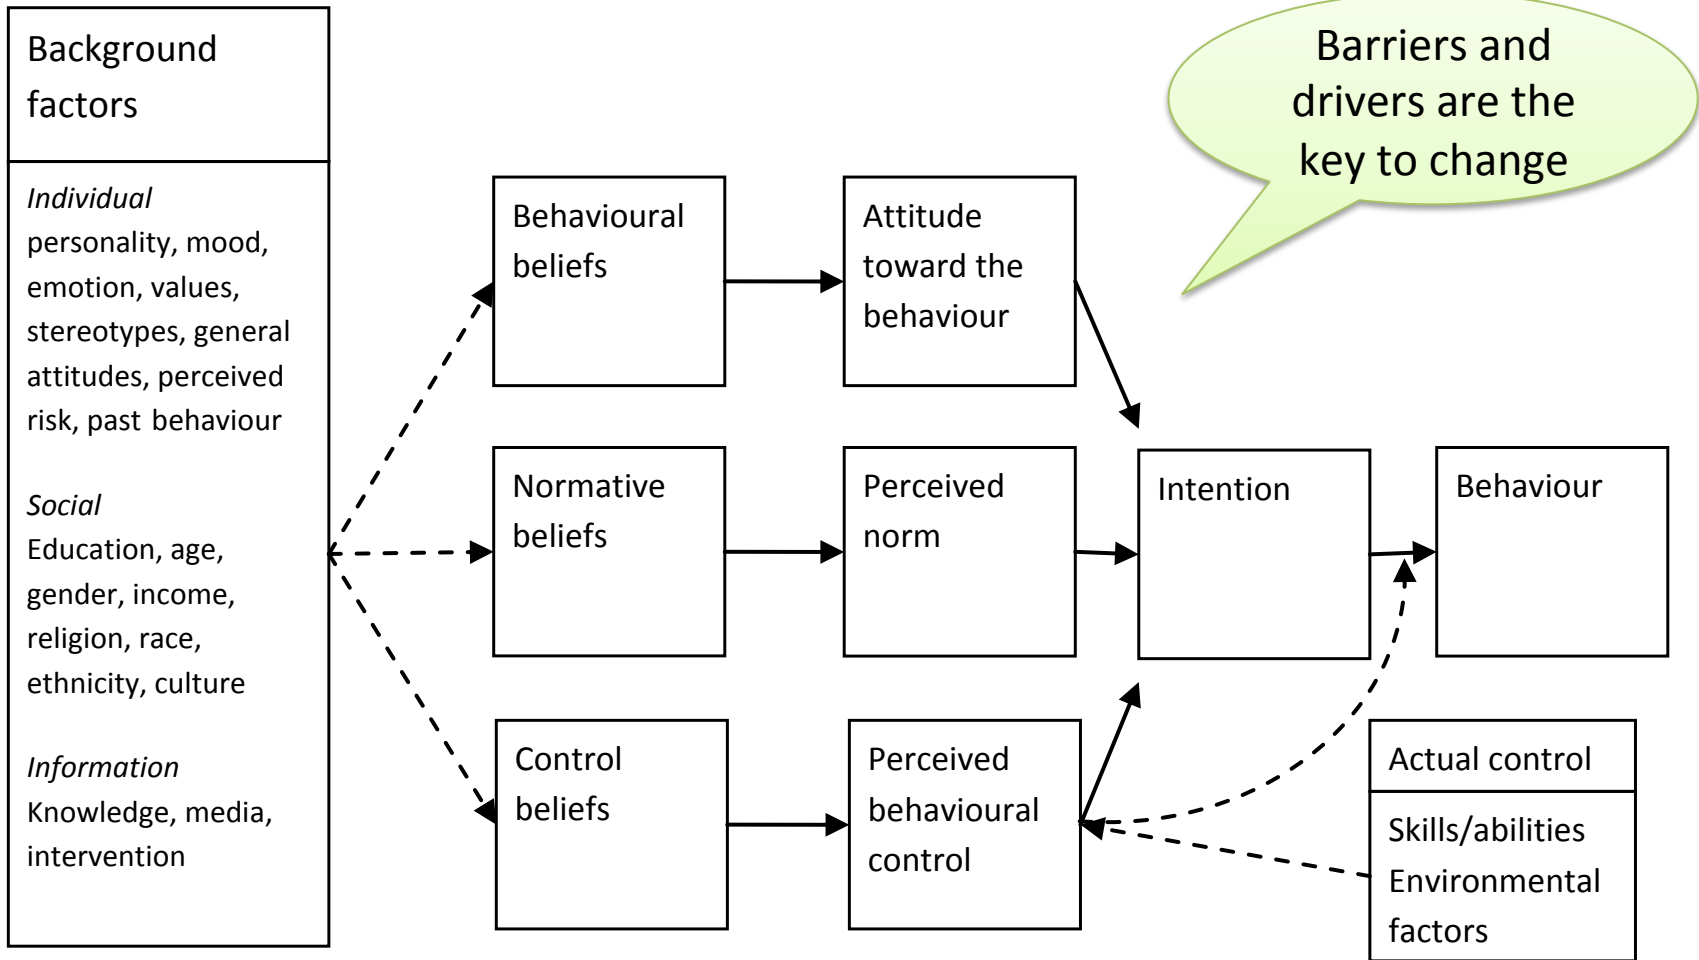 Background
factors
Individual
personality, mood,
emotion, values,
stereotypes, general
attitudes, perceived
risk, past behaviour
Social
Education, age,
gender, income,
religion, race,
ethnicity, culture
Information
Knowledge, media,
intervention
Behavioural
beliefs
Normative
beliefs
Control
beliefs
Attitude
toward the
behaviour
Perceived
norm
Perceived
behavioural
control
Barriers and
drivers are the
key to change
Intention
Behaviour
Actual control
Skills/abilities
Environmental
factors